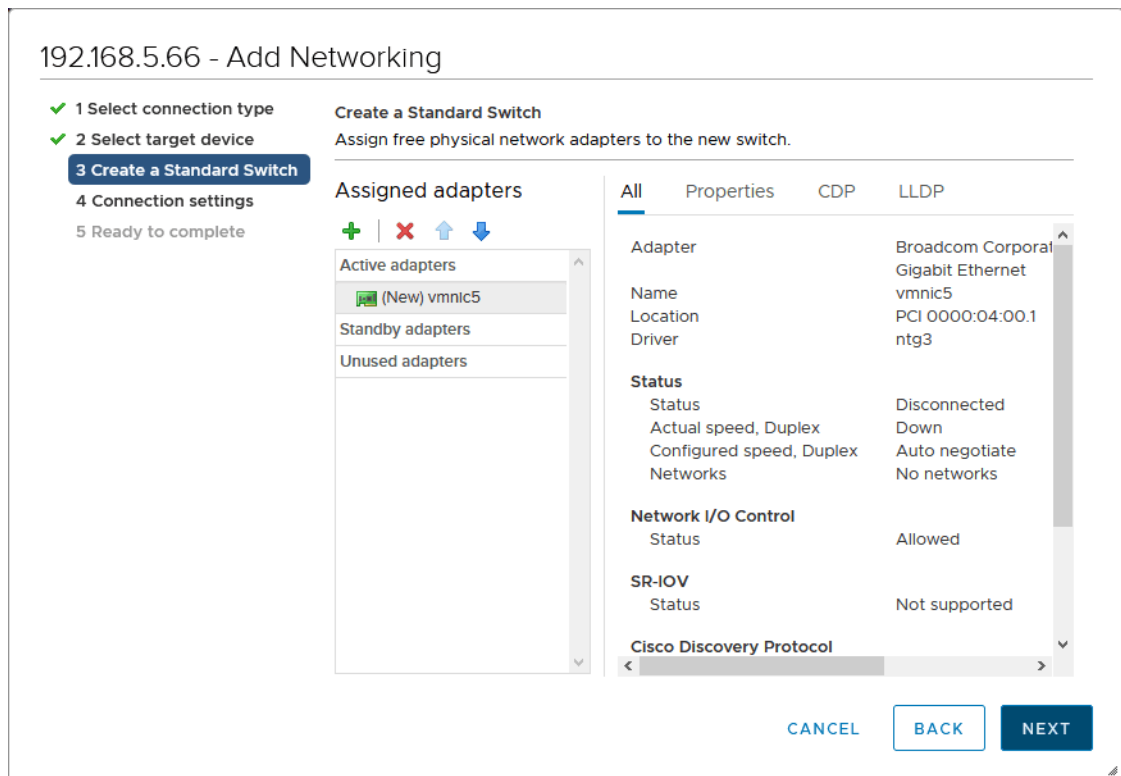 192.168.5.66 - Add Networking
1 Select connection type
2 Select target device
3 Create a Standard Switch
4 Connection settings
5 Ready to complete
Create a Standard Switch
Assign free physical network adapters to the new switch.
Assigned adapters
Active adapters
(New) vmnic5
Standby adapters
Unused adapters
All Properties CDP LLDP
Adapter Broadcom Corporat
Gigabit Ethernet
Name vmnic5
Location PCI 0000:04:00.1
Driver ntg3
Status
Status Disconnected
Actual speed, Duplex Down
Configured speed, Duplex Auto negotiate
Networks No networks
Network I/O Control
Status Allowed
SR-IOV
Status Not supported
Cisco Discovery Protocol
CANCEL BACK NEXT